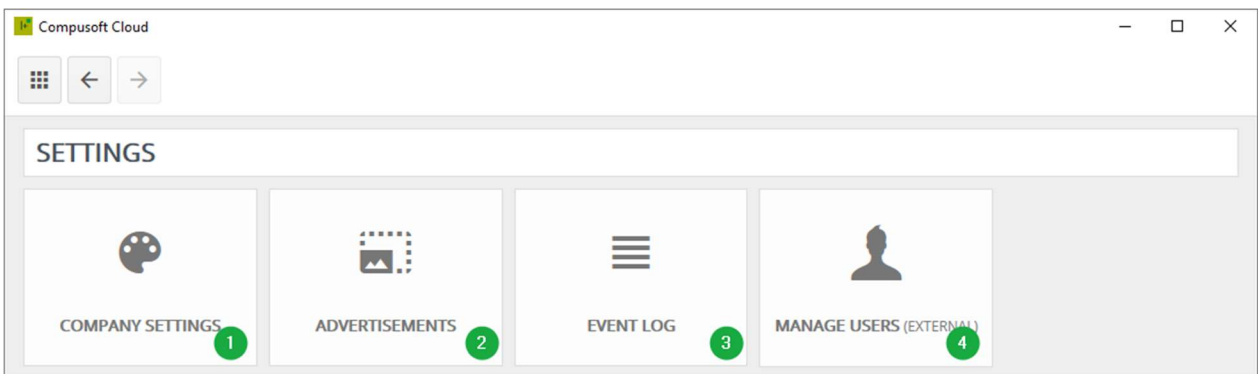 Compusoft Cloud
SETTINGS
COMPANY SETTINGS
1
ADVERTISEMENTS
2
EVENT LOG
3
MANAGE USERS (EXTERNAL)
4